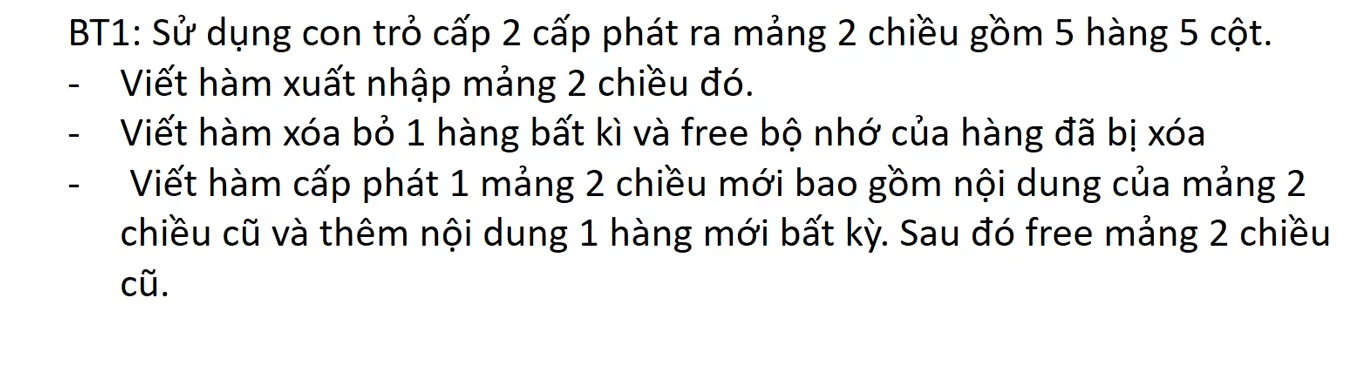 BT1: Sử dụng con trỏ cấp 2 cấp phát ra mảng 2 chiều gồm 5 hàng 5 cột.
- Viết hàm xuất nhập mảng 2 chiều đó.
- Viết hàm xóa bỏ 1 hàng bất kì và free bộ nhớ của hàng đã bị xóa
- Viết hàm cấp phát 1 mảng 2 chiều mới bao gồm nội dung của mảng 2
chiều cũ và thêm nội dung 1 hàng mới bất kỳ. Sau đó free mảng 2 chiều
cũ.